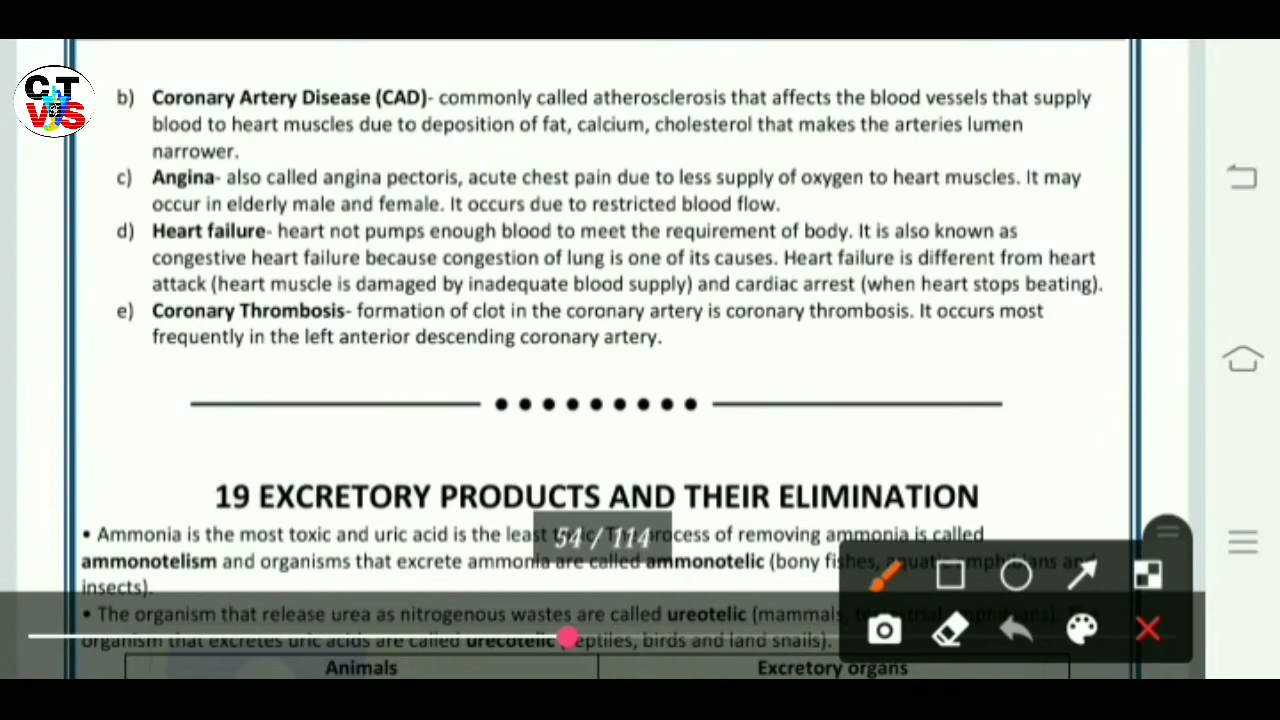 CTVS
b) Coronary Artery Disease (CAD)- commonly called atherosclerosis that affects the blood vessels that supply
blood to heart muscles due to deposition of fat, calcium, cholesterol that makes the arteries lumen
narrower.
c) Angina- also called angina pectoris, acute chest pain due to less supply of oxygen to heart muscles. It may
occur in elderly male and female. It occurs due to restricted blood flow.
d) Heart failure- heart not pumps enough blood to meet the requirement of body. It is also known as
congestive heart failure because congestion of lung is one of its causes. Heart failure is different from heart
attack (heart muscle is damaged by inadequate blood supply) and cardiac arrest (when heart stops beating).
e) Coronary Thrombosis- formation of clot in the coronary artery is coronary thrombosis. It occurs most
frequently in the left anterior descending coronary artery.
19 EXCRETORY PRODUCTS AND THEIR ELIMINATION
• Ammonia is the most toxic and uric acid is the least process of removing ammonia is called
54 / 114
ammonotelism and organisms that excrete ammonia are called ammonotelic (bony fishes, aquatic amphibians and
insects).
• The organism that release urea as nitrogenous wastes are called ureotelic (mammals,
organism that excretes uric acids are called urecotelic (reptiles, birds and land snails).
Animals Excretory organs